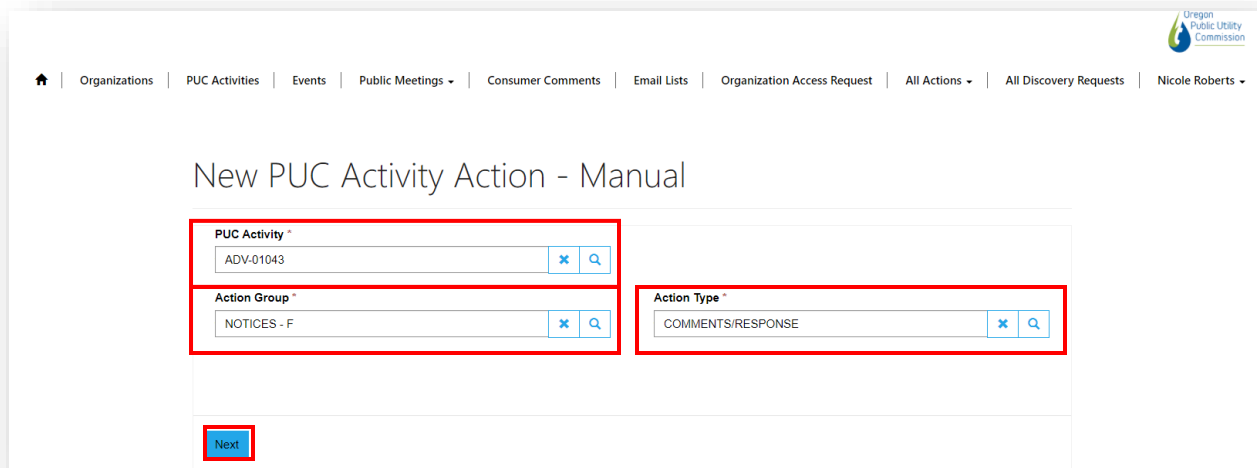 Oregon
Public Utility
Commission
Organizations PUC Activities Events Public Meetings Consumer Comments Email Lists Organization Access Request All Actions All Discovery Requests Nicole Roberts
New PUC Activity Action - Manual
PUC Activity *
ADV-01043
Action Group * Action Type *
NOTICES - F COMMENTS/RESPONSE
Next